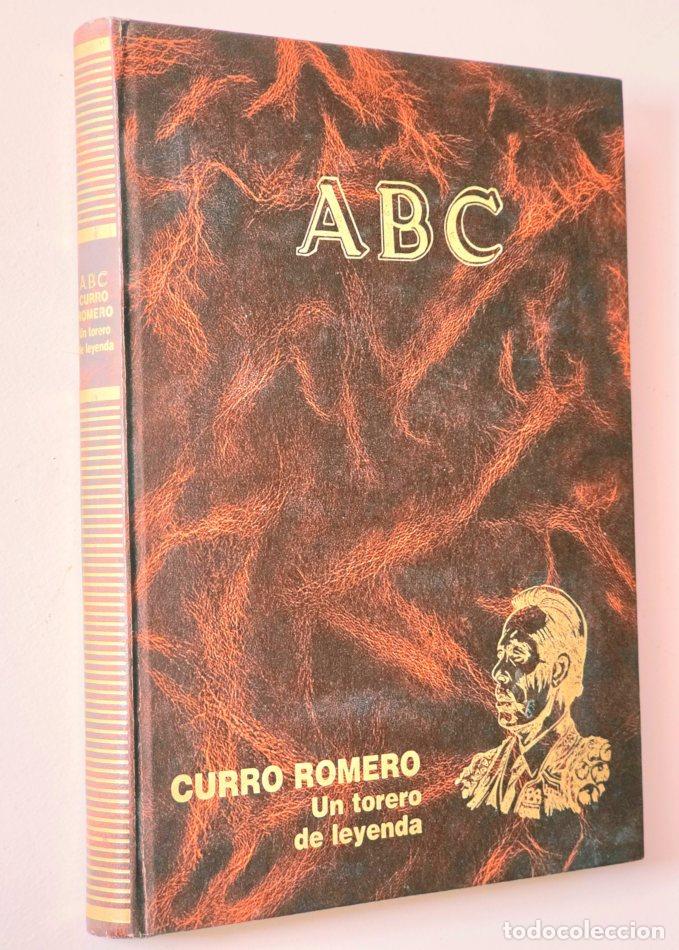 ABC
CURRO ROMERO
Un torero
de leyenda
ABC
CURRO
ROMERO
Un torero
de leyenda
todocoleccion